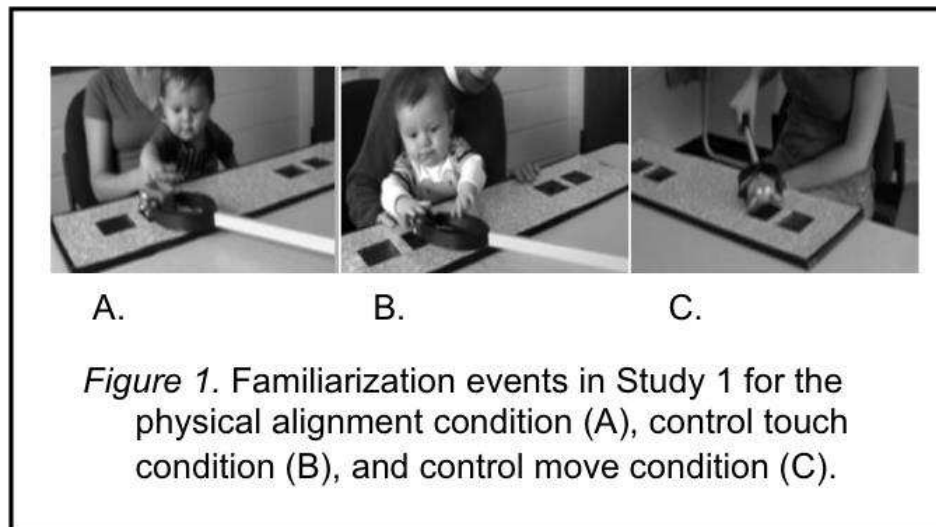 A.
B.
C.
Figure 1. Familiarization events in Study 1 for the
physical alignment condition (A), control touch
condition (B), and control move condition (C).